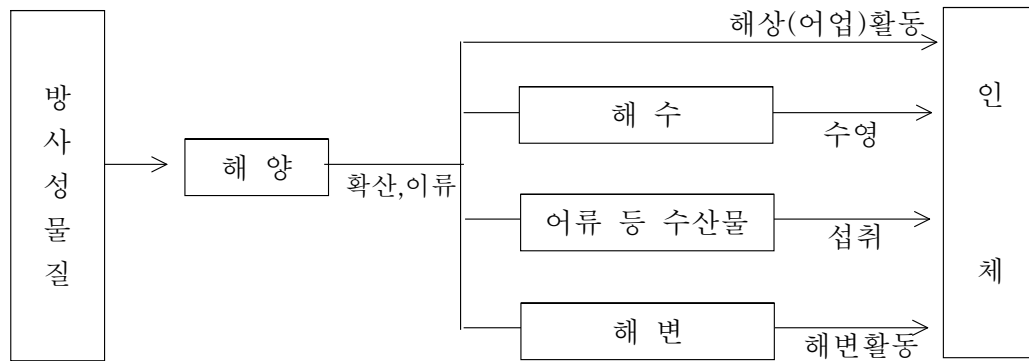 방사성물질
해 양
확산,이류
해상(어업)활동
해 수
수영
어류 등 수산물
섭취
해 변
해변활동
인체